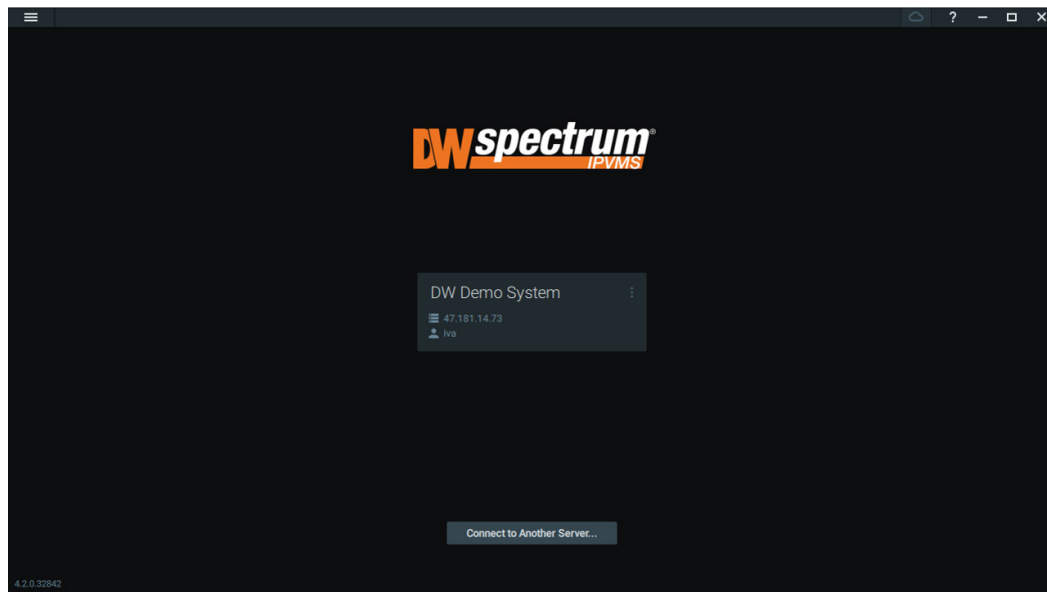 ?
DW spectrum®
IPVMS
DW Demo System
47.181.14.73
iva
Connect to Another Server...
4.2.0.32842